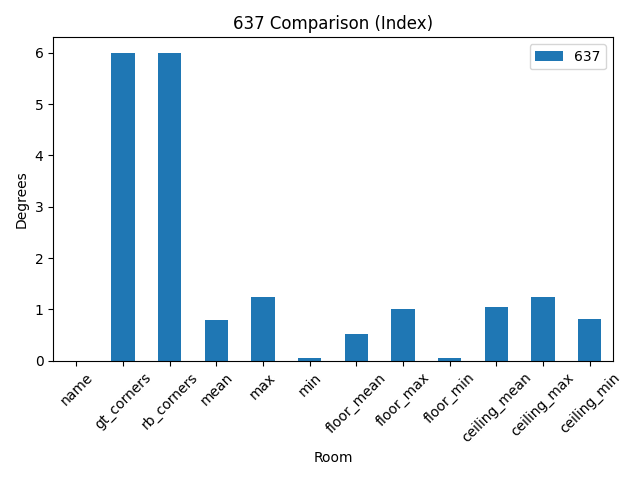 637 Comparison (Index)
637
Degrees
6
5
4
3
2
1
0
name
gt_corners
rb_corners
mean
max
min
floor_mean
floor_max
floor_min
ceiling_mean
ceiling_max
ceiling_min
Room